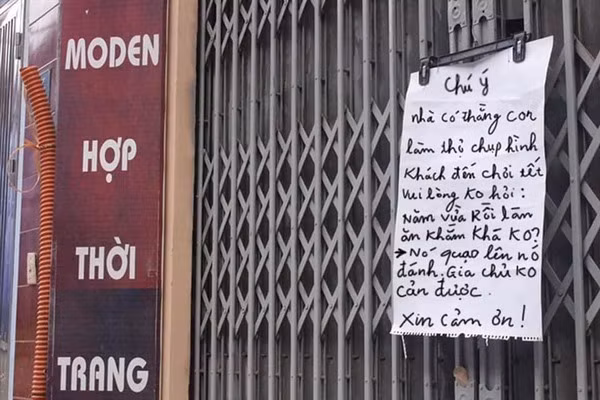 MODEN
HỢP
THỜI
TRANG
Chú ý
nhà có thằng con
làm thợ chụp hình
Khách đến chơi tết
Vui lòng ko hỏi:
Năm vừa Rồi làm
ăn khấm khá ko?
→ Nó quạo lên nó
đánh. Gia chủ ko
cản được.
Xin cảm ơn!